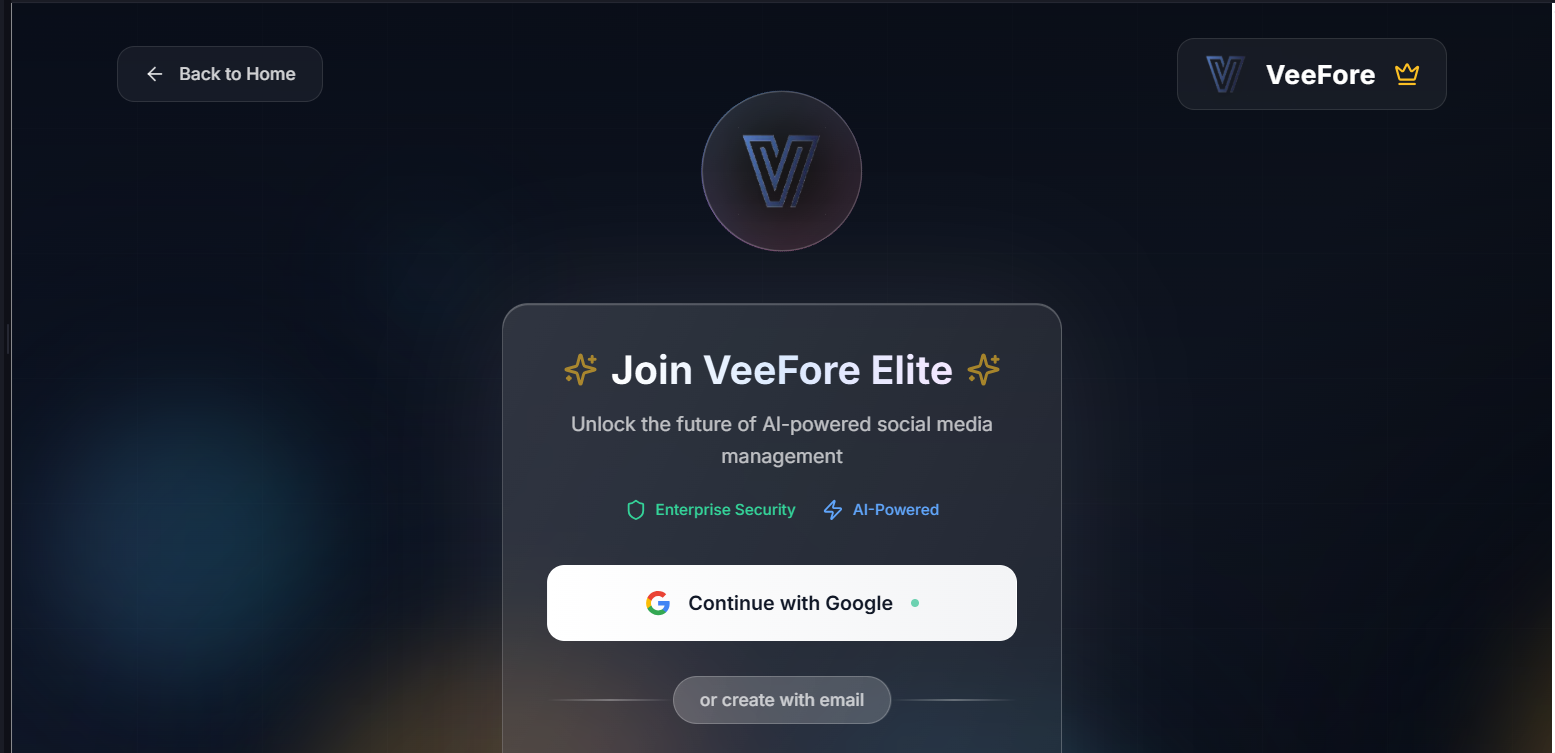 Back to Home
VeeFore
Join VeeFore Elite
Unlock the future of AI-powered social media
management
Enterprise Security
AI-Powered
Continue with Google
or create with email